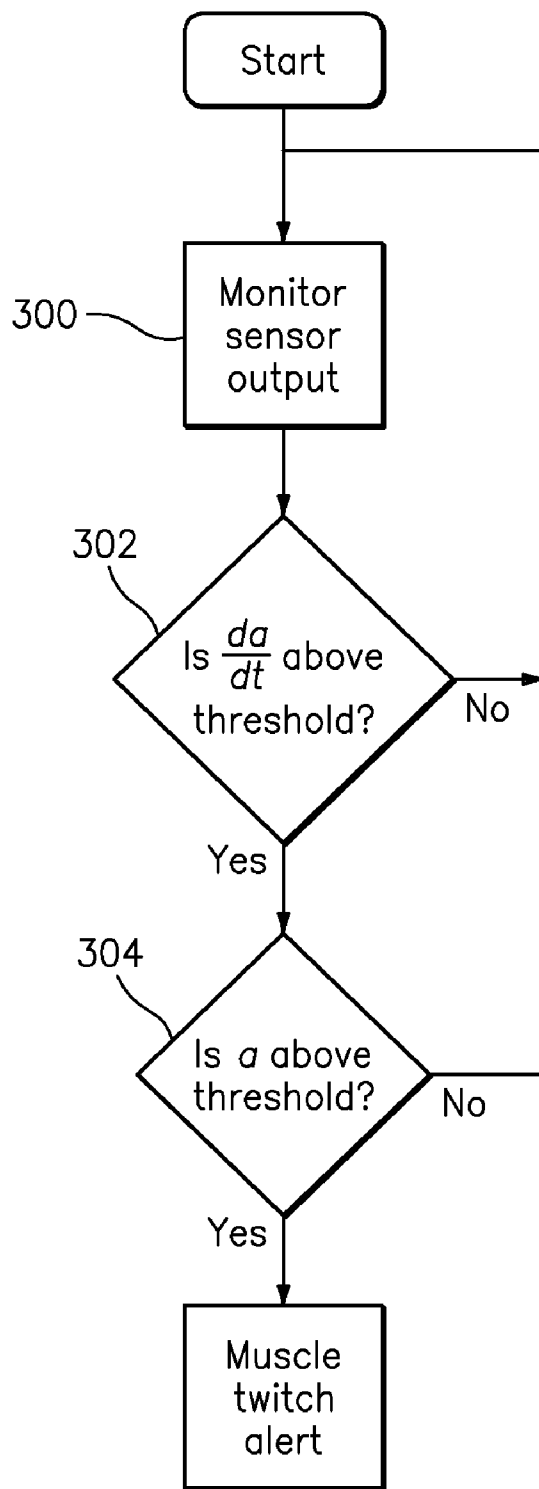 Start
300
Monitor
sensor
output
302
Is da/dt above
threshold?
No
Yes
304
Is a above
threshold?
No
Yes
Muscle
twitch
alert